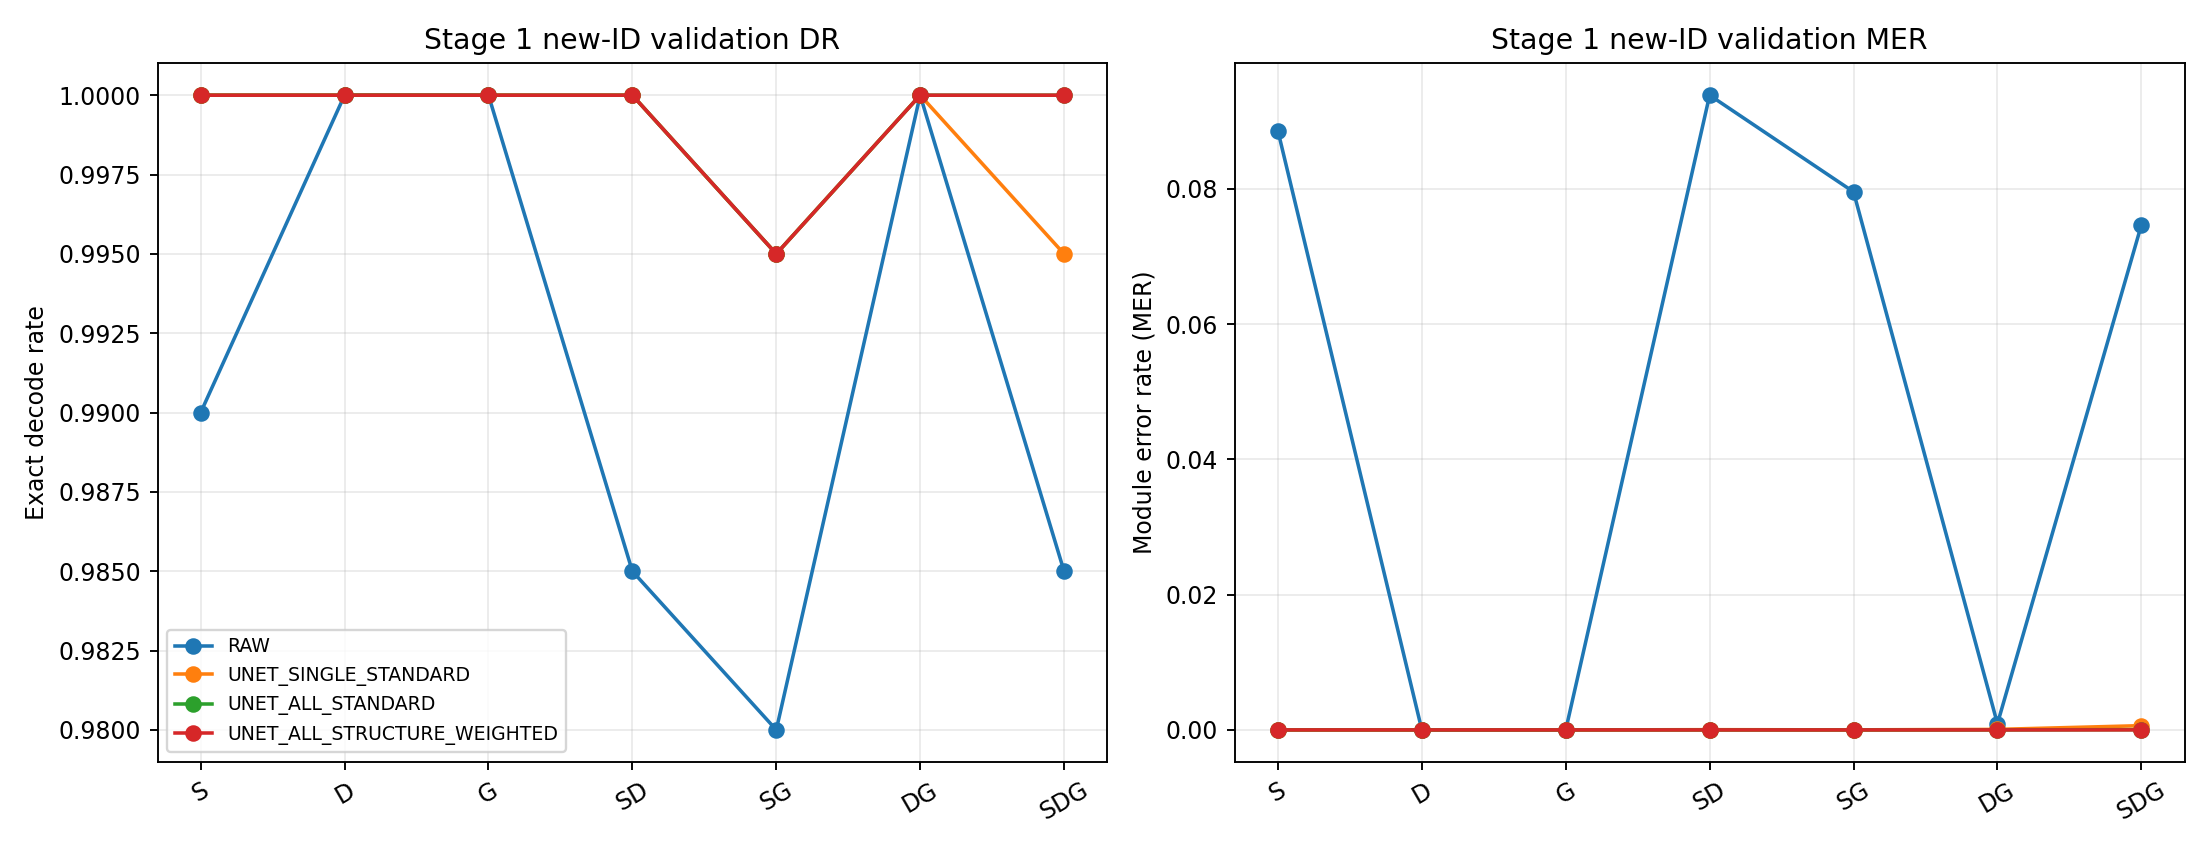 Stage 1 new-ID validation DR
Exact decode rate
1.0000
0.9975
0.9950
0.9925
0.9900
0.9875
0.9850
0.9825
0.9800
RAW
UNET_SINGLE_STANDARD
UNET_ALL_STANDARD
UNET_ALL_STRUCTURE_WEIGHTED
S
D
G
SD
SG
DG
SDG
Stage 1 new-ID validation MER
Module error rate (MER)
0.08
0.06
0.04
0.02
0.00
S
D
G
SD
SG
DG
SDG